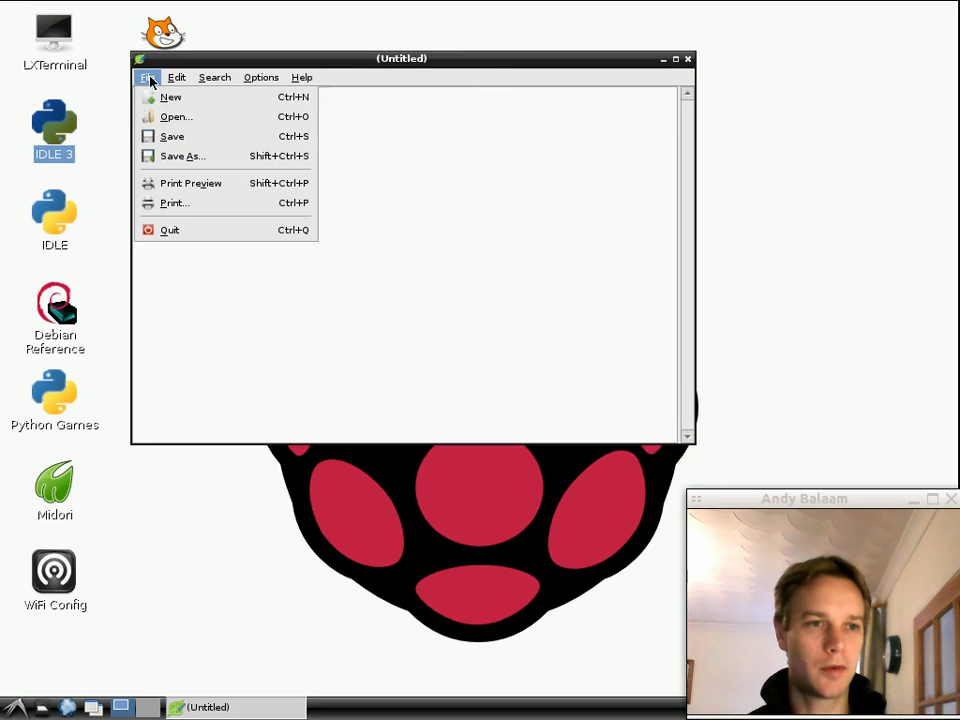 LXTerminal
IDLE 3
IDLE
Debian
Reference
Python Games
Midori
WiFi Config
(Untitled)
File Edit Search Options Help
New Ctrl+N
Open... Ctrl+O
Save Ctrl+S
Save As... Shift+Ctrl+S
Print Preview Shift+Ctrl+P
Print... Ctrl+P
Quit Ctrl+Q
Andy Balaam
(Untitled)